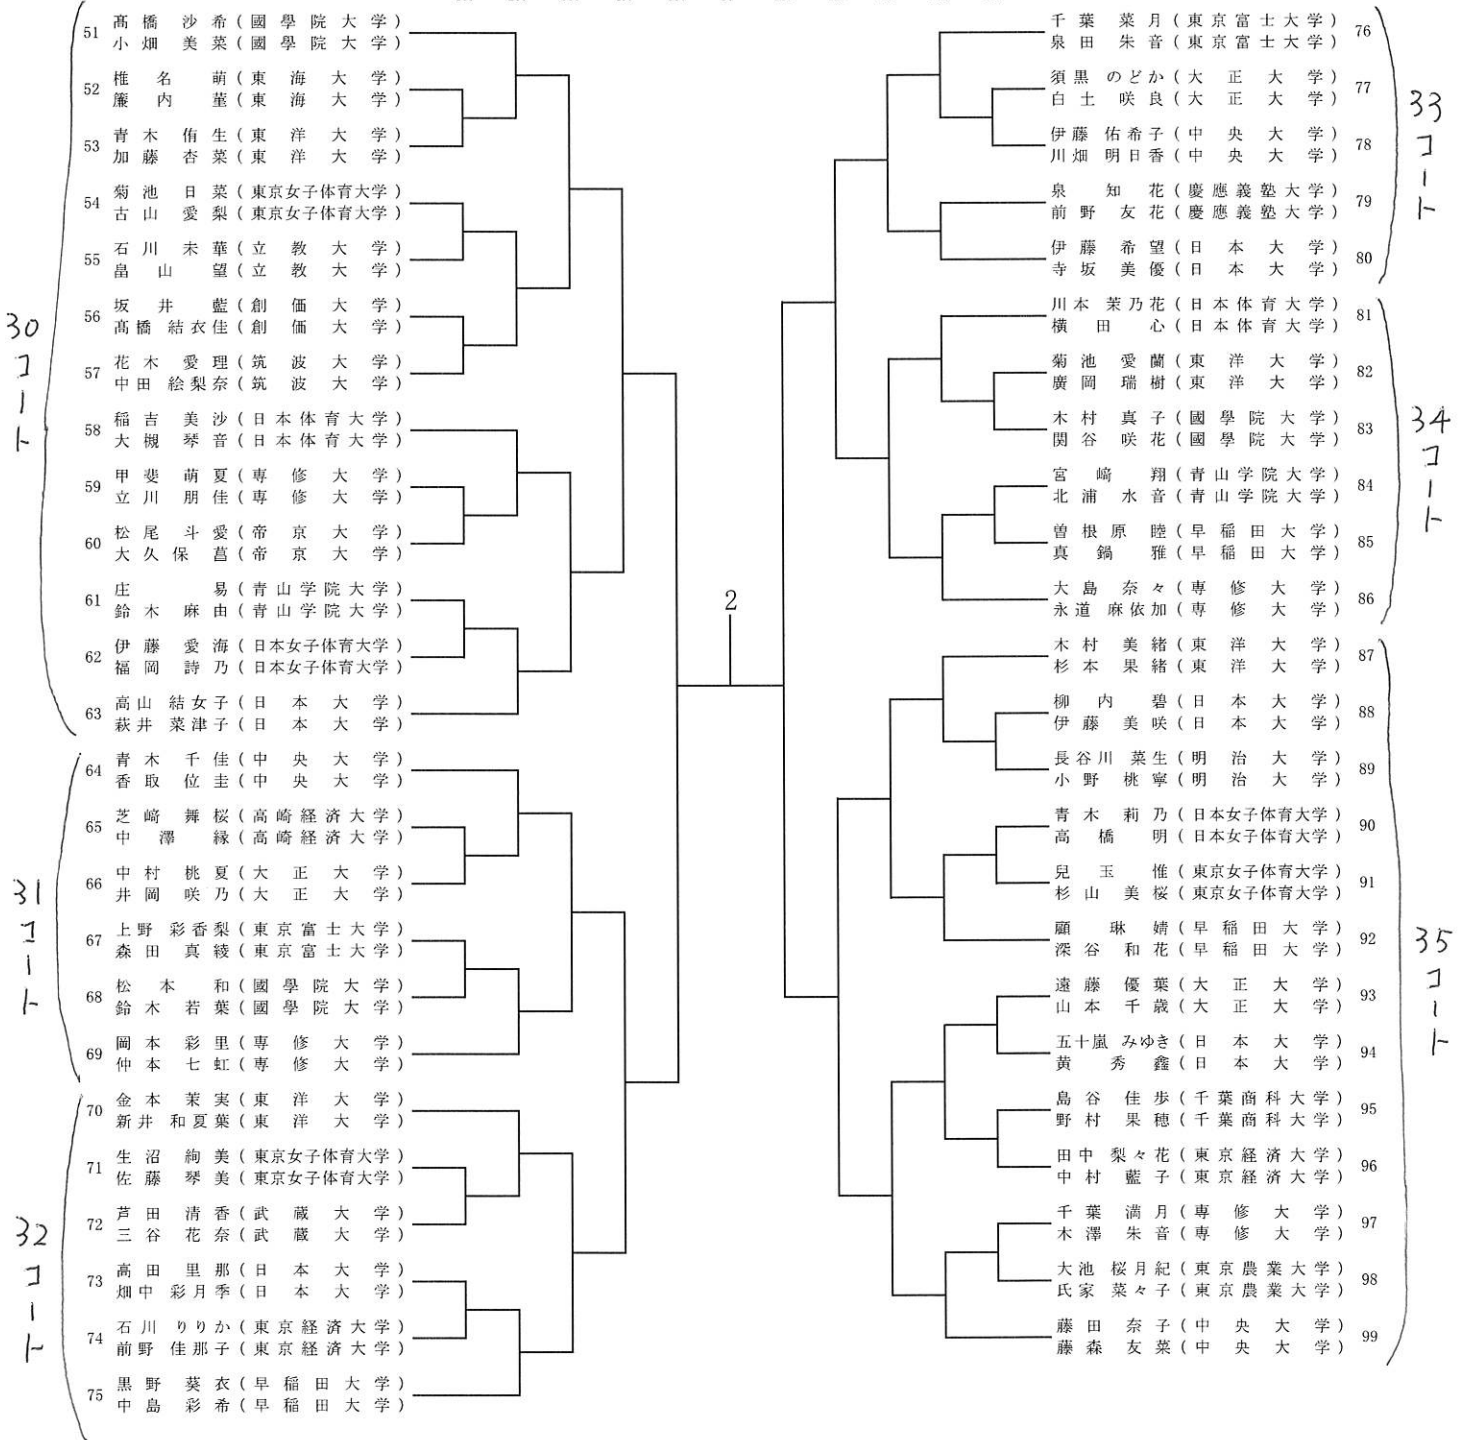 30コート
51 髙橋 沙希(國學院大学)
小畑 美菜(國學院大学)
52 椎名 萌(東海大学)
簾内 菫(東海大学)
53 青木 侑生(東洋大学)
加藤 杏菜(東洋大学)
54 菊池 日菜(東京女子体育大学)
古山 愛梨(東京女子体育大学)
55 石川 未華(立教大学)
畠山 望(立教大学)
56 坂井 藍(創価大学)
髙橋 結衣佳(創価大学)
57 花木 愛理(筑波大学)
中田 絵梨奈(筑波大学)
58 稲吉 美沙(日本体育大学)
大槻 琴音(日本体育大学)
59 甲斐 萌夏(専修大学)
立川 朋佳(専修大学)
60 松尾 斗愛(帝京大学)
大久保 菖(帝京大学)
61 庄 易(青山学院大学)
鈴木 麻由(青山学院大学)
62 伊藤 愛海(日本女子体育大学)
福岡 詩乃(日本女子体育大学)
63 高山 結女子(日本大学)
萩井 菜津子(日本大学)
31コート
64 青木 千佳(中央大学)
香取 位圭(中央大学)
65 芝﨑 舞桜(高崎経済大学)
中澤 縁(高崎経済大学)
66 中村 桃夏(大正大学)
井岡 咲乃(大正大学)
67 上野 彩香梨(東京富士大学)
森田 真綾(東京富士大学)
68 松本 和(國學院大学)
鈴木 若葉(國學院大学)
69 岡本 彩里(専修大学)
仲本 七虹(専修大学)
32コート
70 金本 茉実(東洋大学)
新井 和夏葉(東洋大学)
71 生沼 絢美(東京女子体育大学)
佐藤 琴美(東京女子体育大学)
72 芦田 清香(武蔵大学)
三谷 花奈(武蔵大学)
73 高田 里那(日本大学)
畑中 彩月季(日本大学)
74 石川 りりか(東京経済大学)
前野 佳那子(東京経済大学)
75 黒野 葵衣(早稲田大学)
中島 彩希(早稲田大学)
2
33コート
千葉 菜月(東京富士大学) 76
泉田 朱音(東京富士大学)
須黒 のどか(大正大学) 77
白土 咲良(大正大学)
伊藤 佑希子(中央大学) 78
川畑 明日香(中央大学)
泉 知花(慶應義塾大学) 79
前野 友花(慶應義塾大学)
伊藤 希望(日本大学) 80
寺坂 美優(日本大学)
34コート
川本 茉乃花(日本体育大学) 81
横田 心(日本体育大学)
菊池 愛蘭(東洋大学) 82
廣岡 瑞樹(東洋大学)
木村 真子(國學院大学) 83
関谷 咲花(國學院大学)
宮﨑 翔(青山学院大学) 84
北浦 水音(青山学院大学)
曽根原 睦(早稲田大学) 85
真鍋 雅(早稲田大学)
大島 奈々(専修大学) 86
永道 麻依加(専修大学)
35コート
木村 美緒(東洋大学) 87
杉本 果緒(東洋大学)
柳内 碧(日本大学) 88
伊藤 美咲(日本大学)
長谷川 菜生(明治大学) 89
小野 桃寧(明治大学)
青木 莉乃(日本女子体育大学) 90
高橋 明(日本女子体育大学)
兒玉 惟(東京女子体育大学) 91
杉山 美桜(東京女子体育大学)
顧 琳婧(早稲田大学) 92
深谷 和花(早稲田大学)
遠藤 優葉(大正大学) 93
山本 千歳(大正大学)
五十嵐 みゆき(日本大学) 94
黄 秀鑫(日本大学)
島谷 佳歩(千葉商科大学) 95
野村 果穂(千葉商科大学)
田中 梨々花(東京経済大学) 96
中村 藍子(東京経済大学)
千葉 満月(専修大学) 97
木澤 朱音(専修大学)
大池 桜月紀(東京農業大学) 98
氏家 菜々子(東京農業大学)
藤田 奈子(中央大学) 99
藤森 友菜(中央大学)